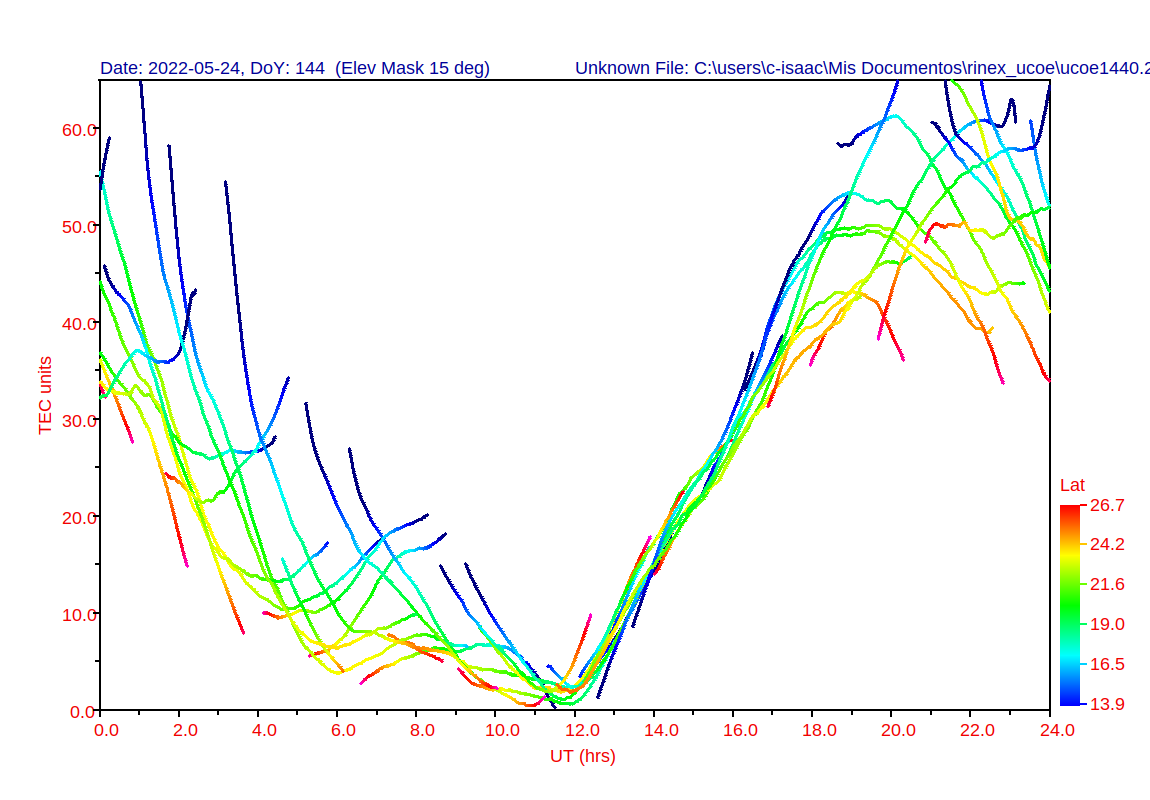 Date: 2022-05-24, DoY: 144  (Elev Mask 15 deg)
Unknown File: C:\users\c-isaac\Mis Documentos\rinex_ucoe\ucoe1440.2
60.0
50.0
40.0
30.0
20.0
10.0
0.0
TEC units
0.0 2.0 4.0 6.0 8.0 10.0 12.0 14.0 16.0 18.0 20.0 22.0 24.0
UT (hrs)
Lat
26.7
24.2
21.6
19.0
16.5
13.9